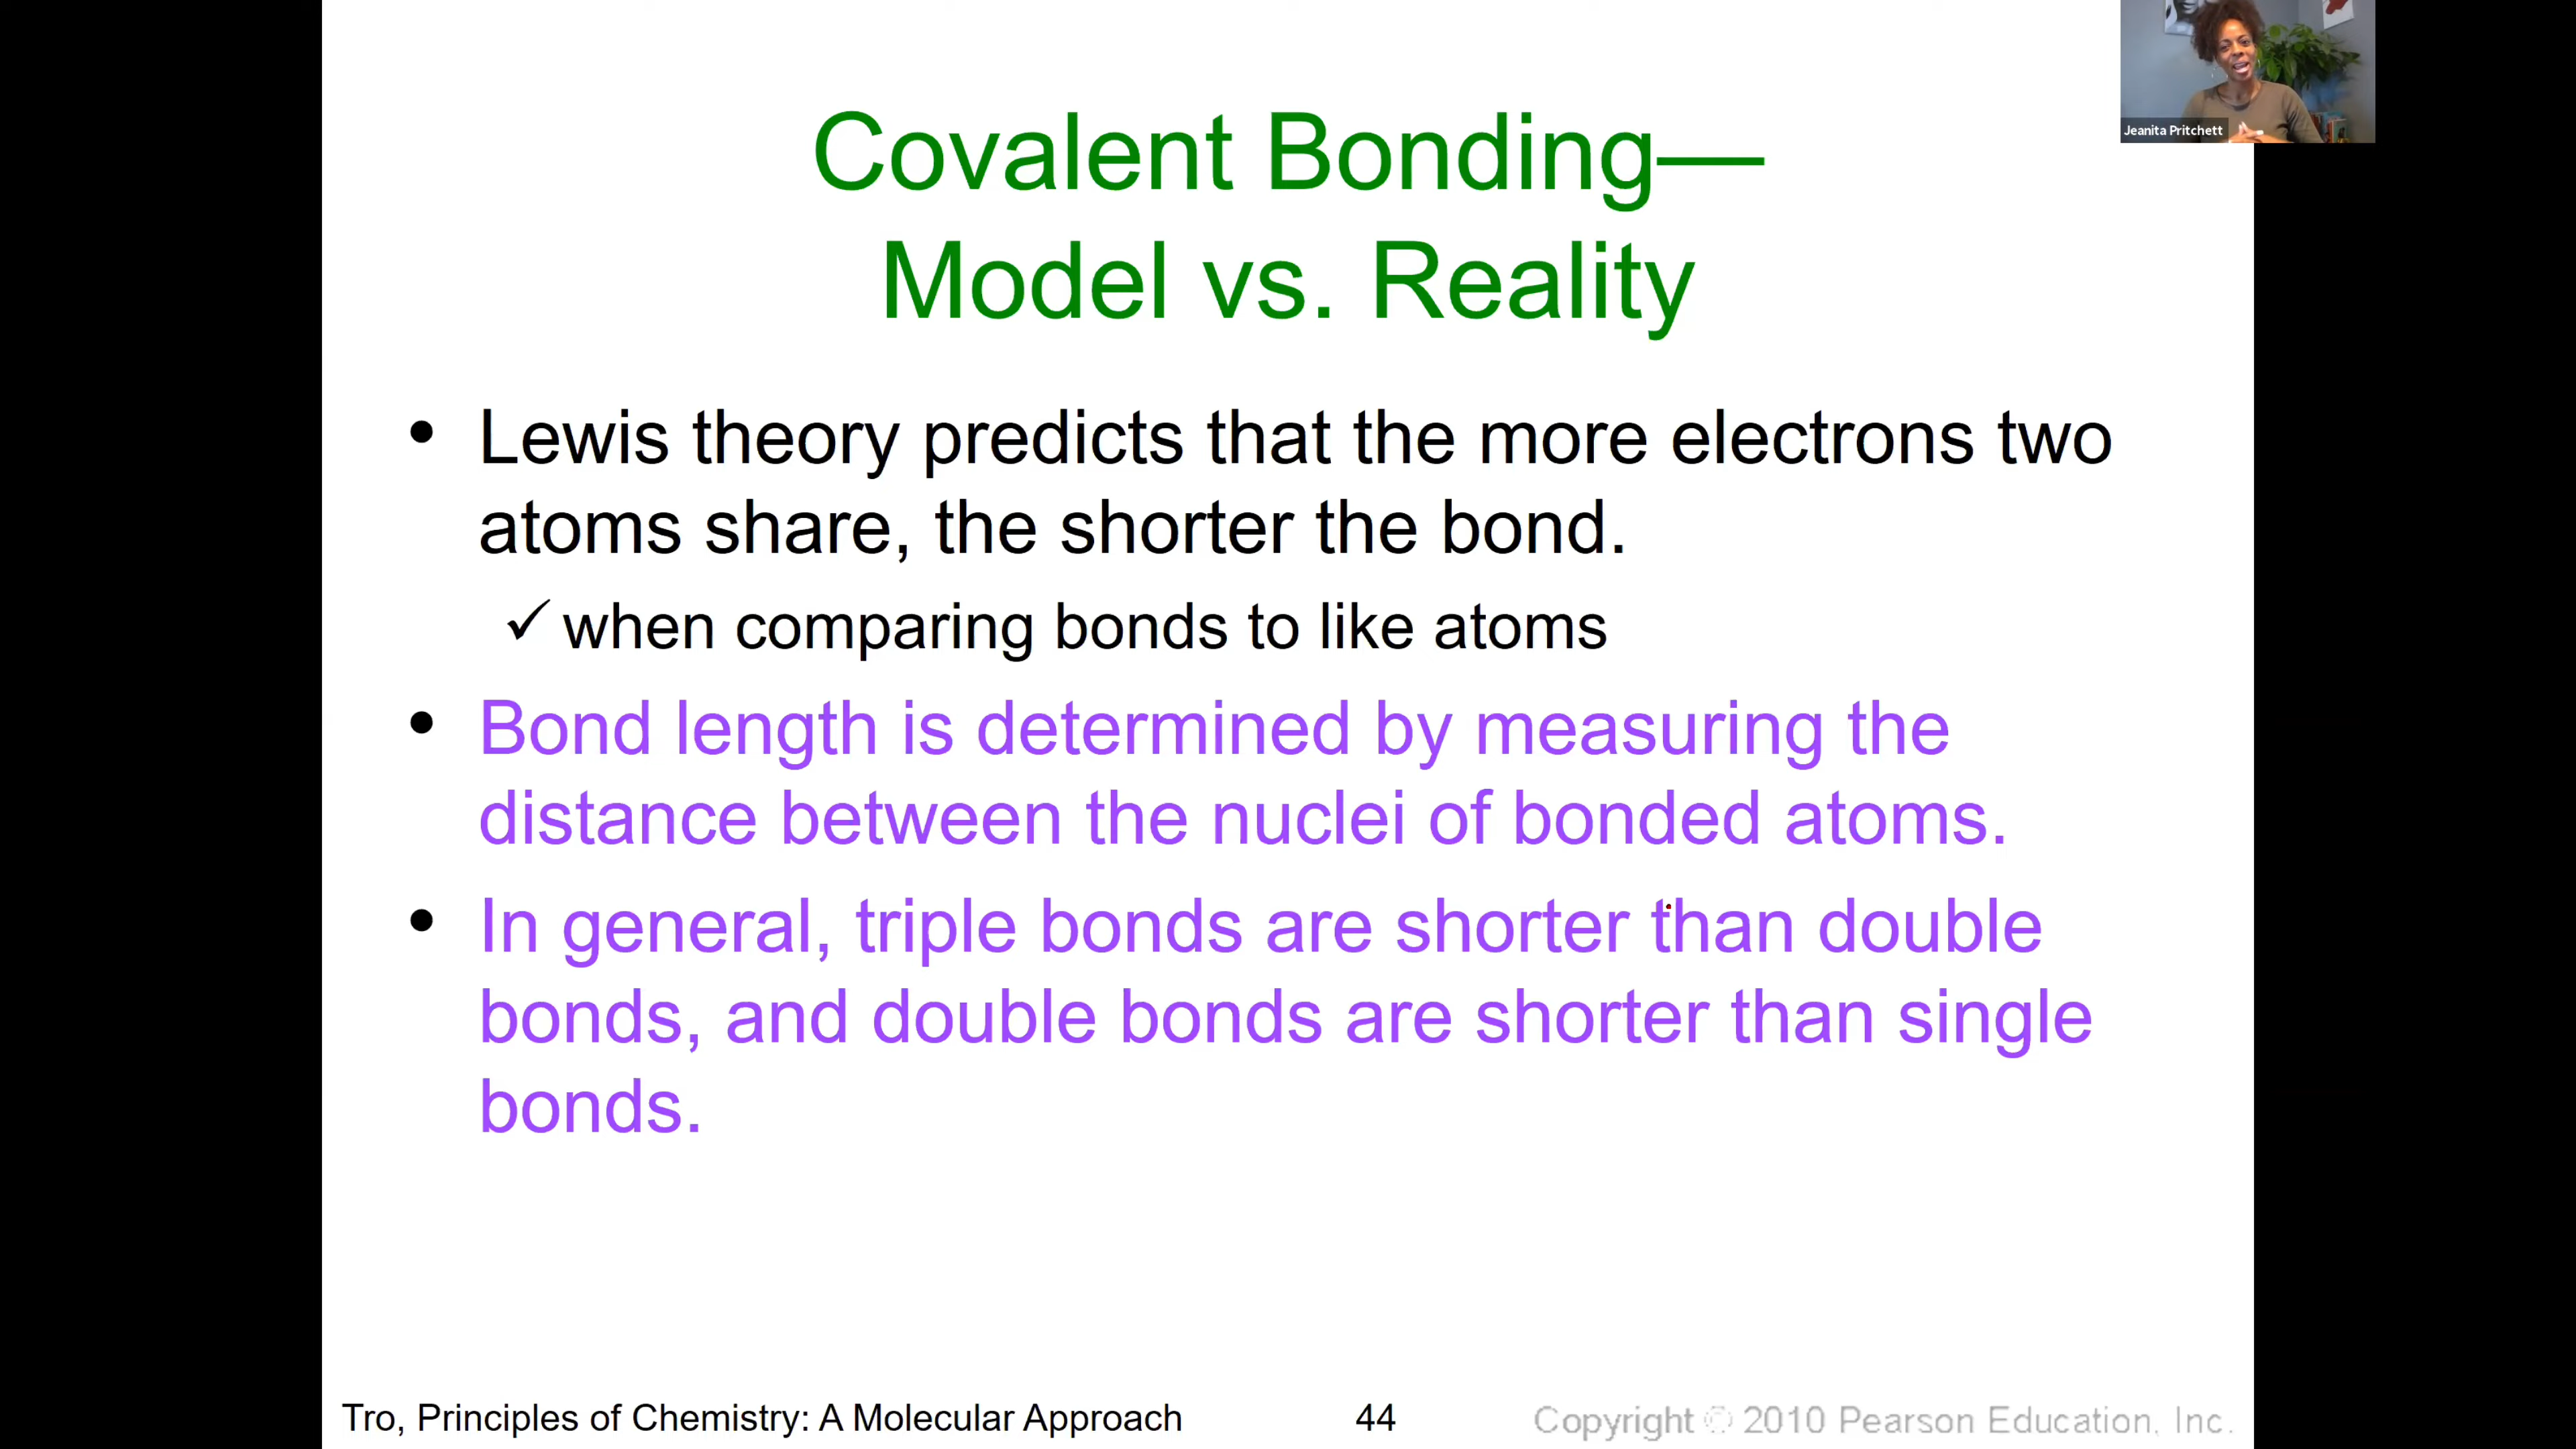 Jeanita Pritchett
Covalent Bonding—
Model vs. Reality
• Lewis theory predicts that the more electrons two
atoms share, the shorter the bond.
✓ when comparing bonds to like atoms
• Bond length is determined by measuring the
distance between the nuclei of bonded atoms.
• In general, triple bonds are shorter than double
bonds, and double bonds are shorter than single
bonds.
Tro, Principles of Chemistry: A Molecular Approach 44 Copyright © 2010 Pearson Education, Inc.